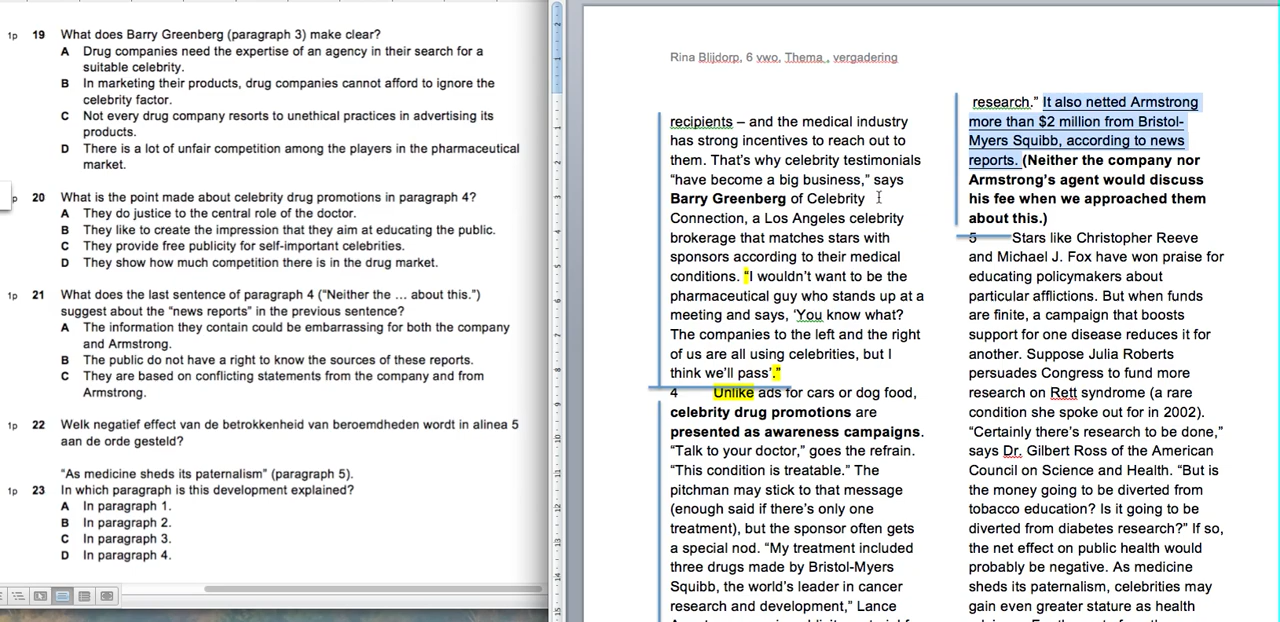 1p 19 What does Barry Greenberg (paragraph 3) make clear?
A Drug companies need the expertise of an agency in their search for a
suitable celebrity.
B In marketing their products, drug companies cannot afford to ignore the
celebrity factor.
C Not every drug company resorts to unethical practices in advertising its
products.
D There is a lot of unfair competition among the players in the pharmaceutical
market.
p 20 What is the point made about celebrity drug promotions in paragraph 4?
A They do justice to the central role of the doctor.
B They like to create the impression that they aim at educating the public.
C They provide free publicity for self-important celebrities.
D They show how much competition there is in the drug market.
1p 21 What does the last sentence of paragraph 4 (“Neither the ... about this.”)
suggest about the “news reports” in the previous sentence?
A The information they contain could be embarrassing for both the company
and Armstrong.
B The public do not have a right to know the sources of these reports.
C They are based on conflicting statements from the company and from
Armstrong.
1p 22 Welk negatief effect van de betrokkenheid van beroemdheden wordt in alinea 5
aan de orde gesteld?
“As medicine sheds its paternalism” (paragraph 5).
1p 23 In which paragraph is this development explained?
A In paragraph 1.
B In paragraph 2.
C In paragraph 3.
D In paragraph 4.
Rina Blijdorp, 6 vwo, Thema , vergadering
recipients – and the medical industry
has strong incentives to reach out to
them. That’s why celebrity testimonials
“have become a big business,” says
Barry Greenberg of Celebrity
Connection, a Los Angeles celebrity
brokerage that matches stars with
sponsors according to their medical
conditions. “I wouldn’t want to be the
pharmaceutical guy who stands up at a
meeting and says, ‘You know what?
The companies to the left and the right
of us are all using celebrities, but I
think we’ll pass’.”
4 Unlike ads for cars or dog food,
celebrity drug promotions are
presented as awareness campaigns.
“Talk to your doctor,” goes the refrain.
“This condition is treatable.” The
pitchman may stick to that message
(enough said if there’s only one
treatment), but the sponsor often gets
a special nod. “My treatment included
three drugs made by Bristol-Myers
Squibb, the world’s leader in cancer
research and development,” Lance
research.” It also netted Armstrong
more than $2 million from Bristol-
Myers Squibb, according to news
reports. (Neither the company nor
Armstrong’s agent would discuss
his fee when we approached them
about this.)
5 Stars like Christopher Reeve
and Michael J. Fox have won praise for
educating policymakers about
particular afflictions. But when funds
are finite, a campaign that boosts
support for one disease reduces it for
another. Suppose Julia Roberts
persuades Congress to fund more
research on Rett syndrome (a rare
condition she spoke out for in 2002).
“Certainly there’s research to be done,”
says Dr. Gilbert Ross of the American
Council on Science and Health. “But is
the money going to be diverted from
tobacco education? Is it going to be
diverted from diabetes research?” If so,
the net effect on public health would
probably be negative. As medicine
sheds its paternalism, celebrities may
gain even greater stature as health